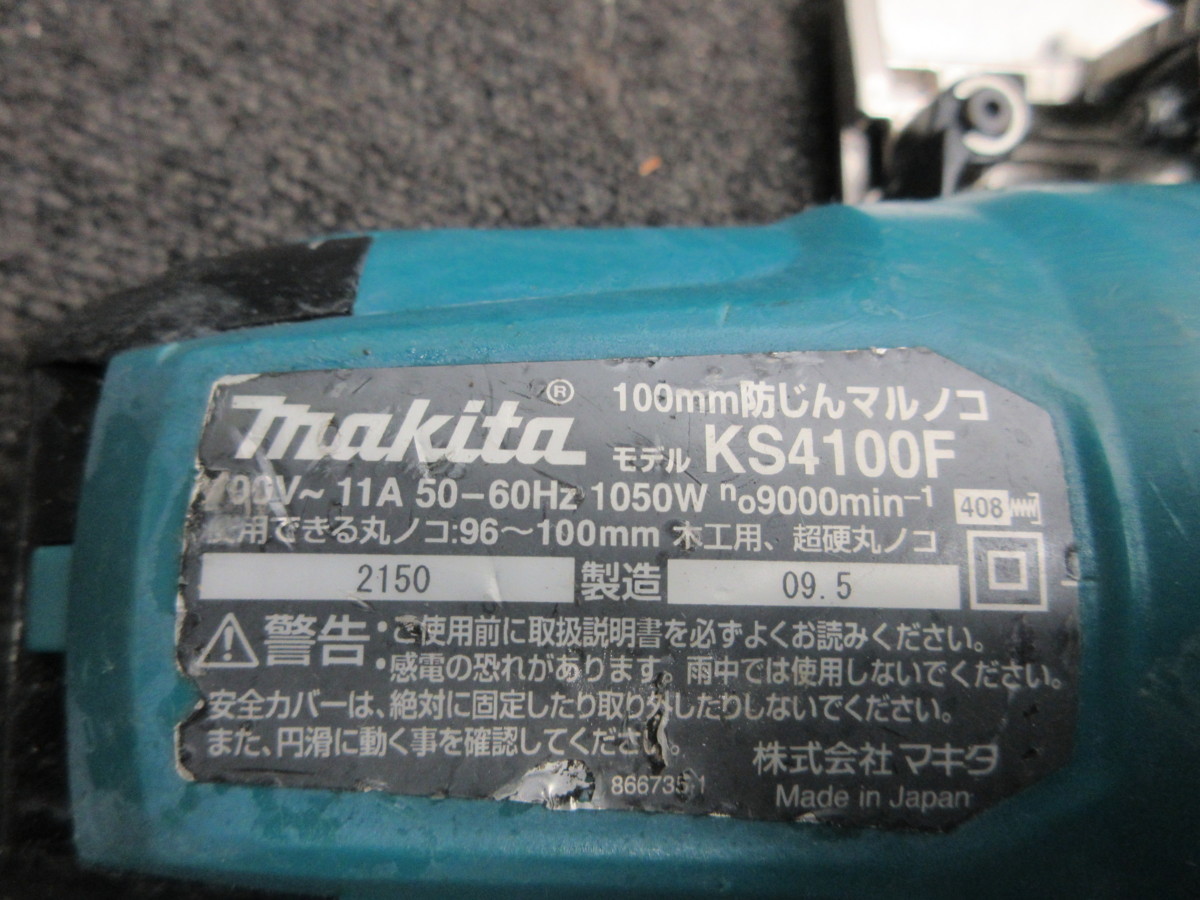 makita®
100mm防じんマルノコ
モデル KS4100F
100V～ 11A 50-60Hz 1050W n₀9000min⁻¹
408
使用できる丸ノコ:96～100mm 木工用、超硬丸ノコ
2150 製造 09.5
警告 •ご使用前に取扱説明書を必ずよくお読みください。
•感電の恐れがあります。雨中では使用しないでください。
安全カバーは、絶対に固定したり取り外したりしないでください。
また、円滑に動く事を確認してください。
株式会社 マキタ
866735-1
Made in Japan